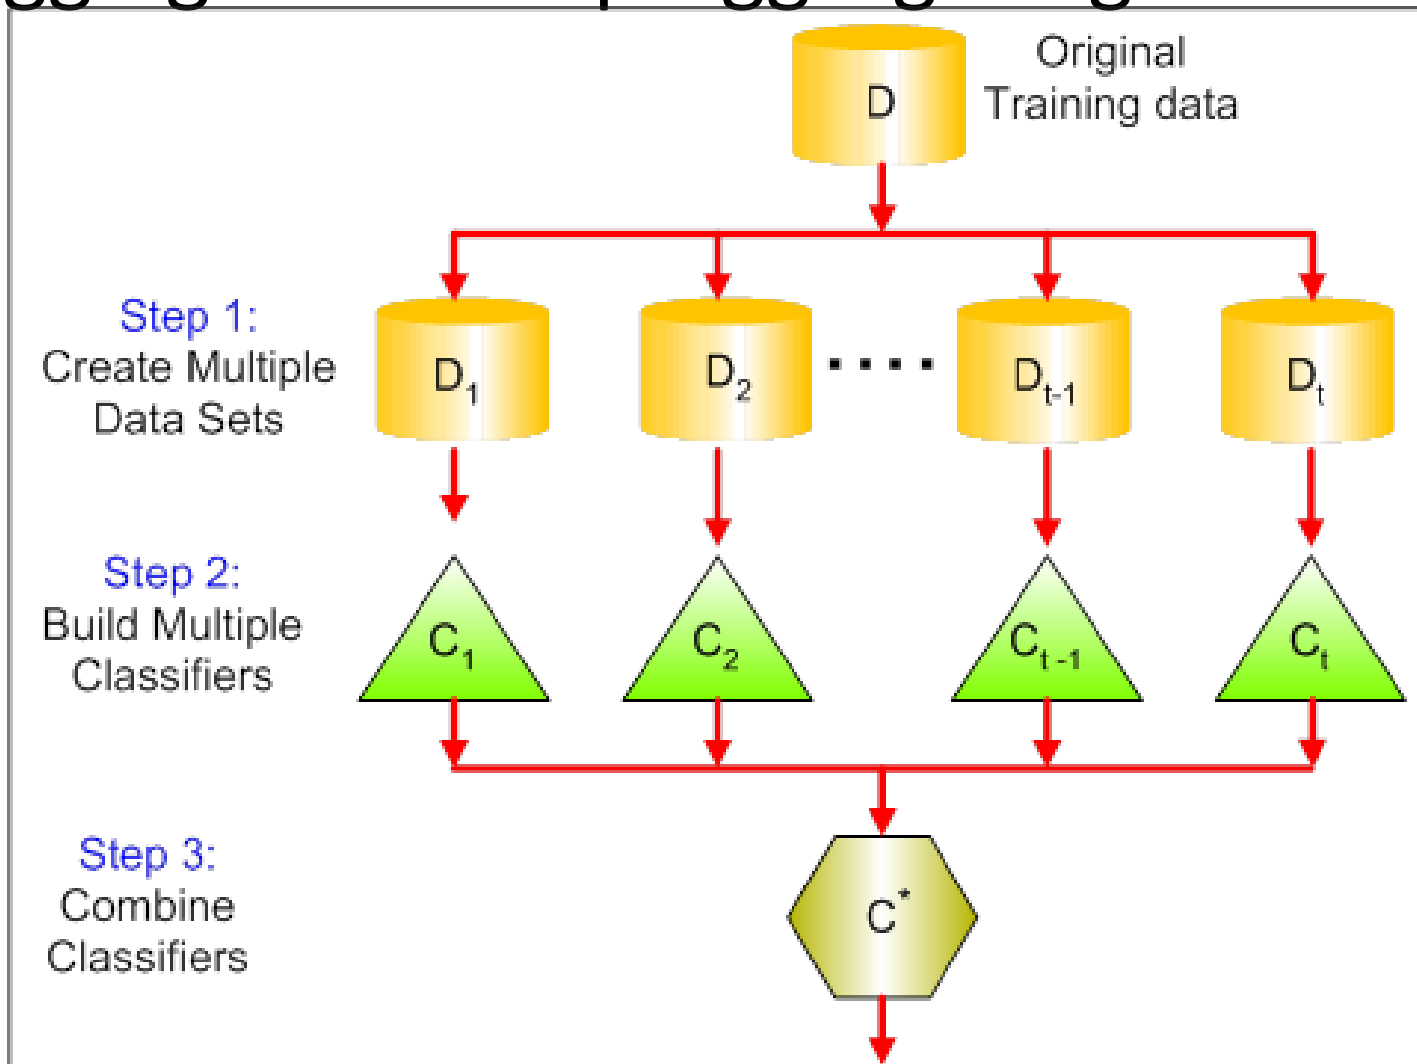 D
Original
Training data
Step 1:
Create Multiple
Data Sets
D1
D2
....
Dt-1
Dt
Step 2:
Build Multiple
Classifiers
C1
C2
Ct -1
Ct
Step 3:
Combine
Classifiers
C*